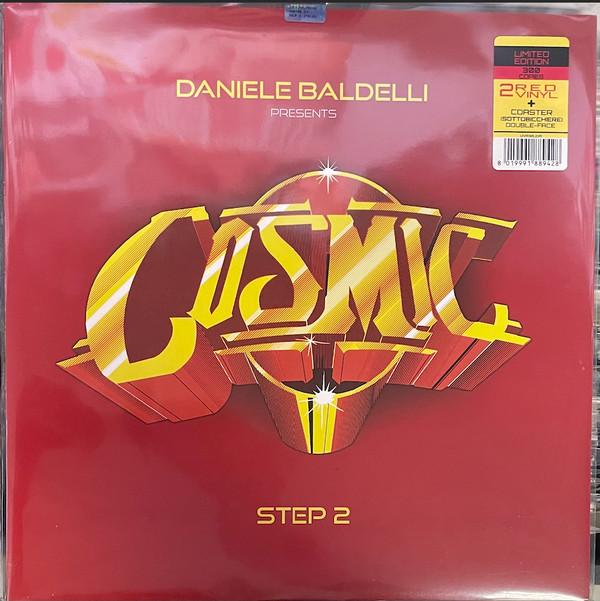 DANIELE BALDELLI
PRESENTS
LIMITED
EDITION
300
COPIES
2 RED
VINYL
+
COASTER
(SOTTOBICCHIERE)
DOUBLE-FACE
8 019991 889428
COSMIC
STEP 2